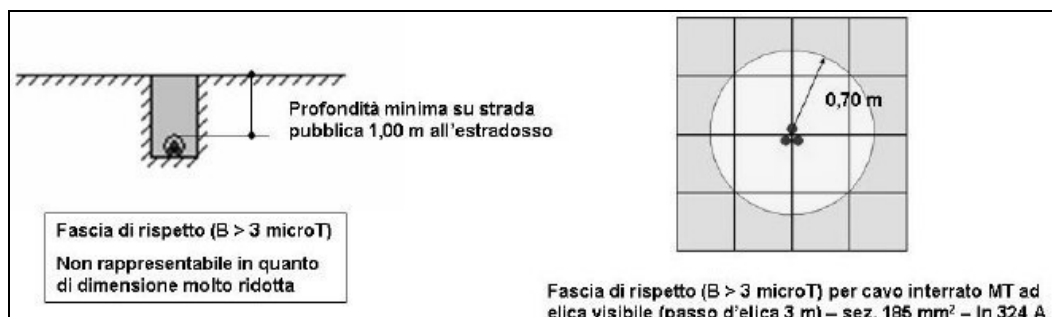 Profondità minima su strada
pubblica 1,00 m all'estradosso
Fascia di rispetto (B > 3 microT)
Non rappresentabile in quanto
di dimensione molto ridotta
0,70 m
Fascia di rispetto (B > 3 microT) per cavo interrato MT ad
elica visibile (passo d'elica 3 m) – sez. 185 mm² – In 324 A